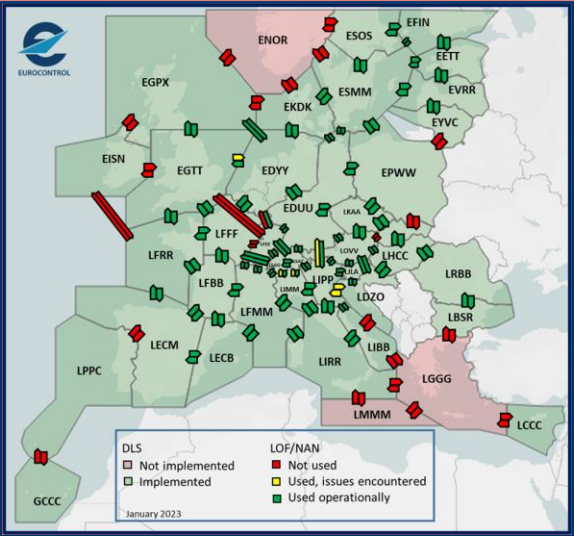 EUROCONTROL
ENOR
ESOS
EFIN
EETT
EGPX
ESMM
EVRR
EKDK
EYVC
EISN
EGTT
EDYY
EPWW
EDUU
LKAA
LFFF
LOVV
LHCC
LFRR
LIPP
LJLA
LRBB
LFBB
LIMM
LDZO
LFMM
LBSR
LECM
LIBB
LPPC
LECB
LIRR
LGGG
LMMM
LCCC
GCCC
DLS
Not implemented
Implemented
LOF/NAN
Not used
Used, issues encountered
Used operationally
January 2023